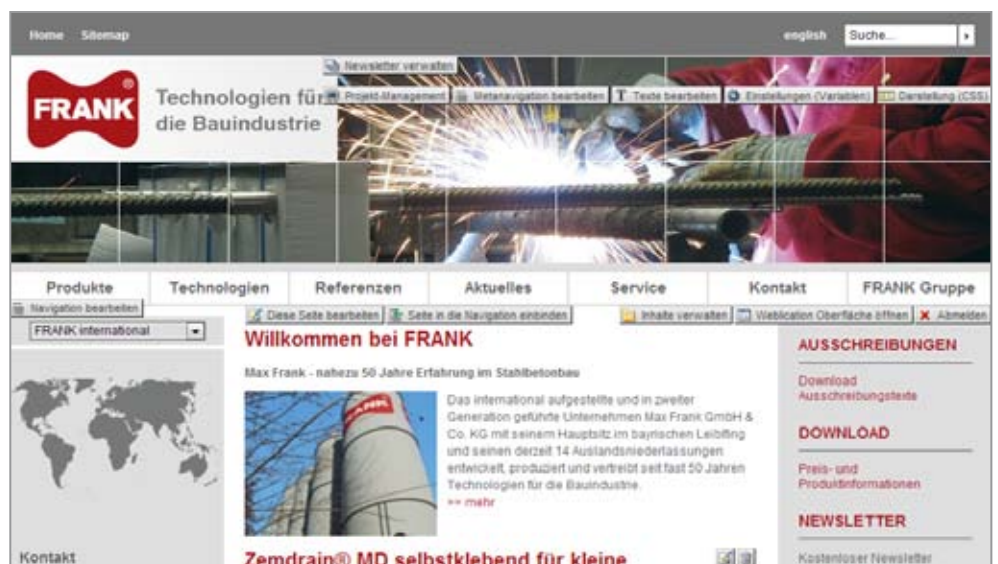 Home Sitemap english Suche...
Newsletter verwalten
FRANK ®
Technologien für
die Bauindustrie
Projekt-Management Metanavigation bearbeiten Texte bearbeiten Einstellungen (Variablen) Darstellung (CSS)
Produkte Technologien Referenzen Aktuelles Service Kontakt FRANK Gruppe
Navigation bearbeiten Diese Seite bearbeiten Seite in die Navigation einbinden Inhalte verwalten Weblication Oberfläche öffnen Abmelden
FRANK international
Willkommen bei FRANK
Max Frank - nahezu 50 Jahre Erfahrung im Stahlbetonbau
FRANK
Das international aufgestellte und in zweiter
Generation geführte Unternehmen Max Frank GmbH &
Co. KG mit seinem Hauptsitz im bayrischen Leiblfing
und seinen derzeit 14 Auslandsniederlassungen
entwickelt, produziert und vertreibt seit fast 50 Jahren
Technologien für die Bauindustrie.
>> mehr
Zemdrain® MD selbstklebend für kleine
AUSSCHREIBUNGEN
Download
Ausschreibungstexte
DOWNLOAD
Preis- und
Produktinformationen
NEWSLETTER
Kostenloser Newsletter
Kontakt